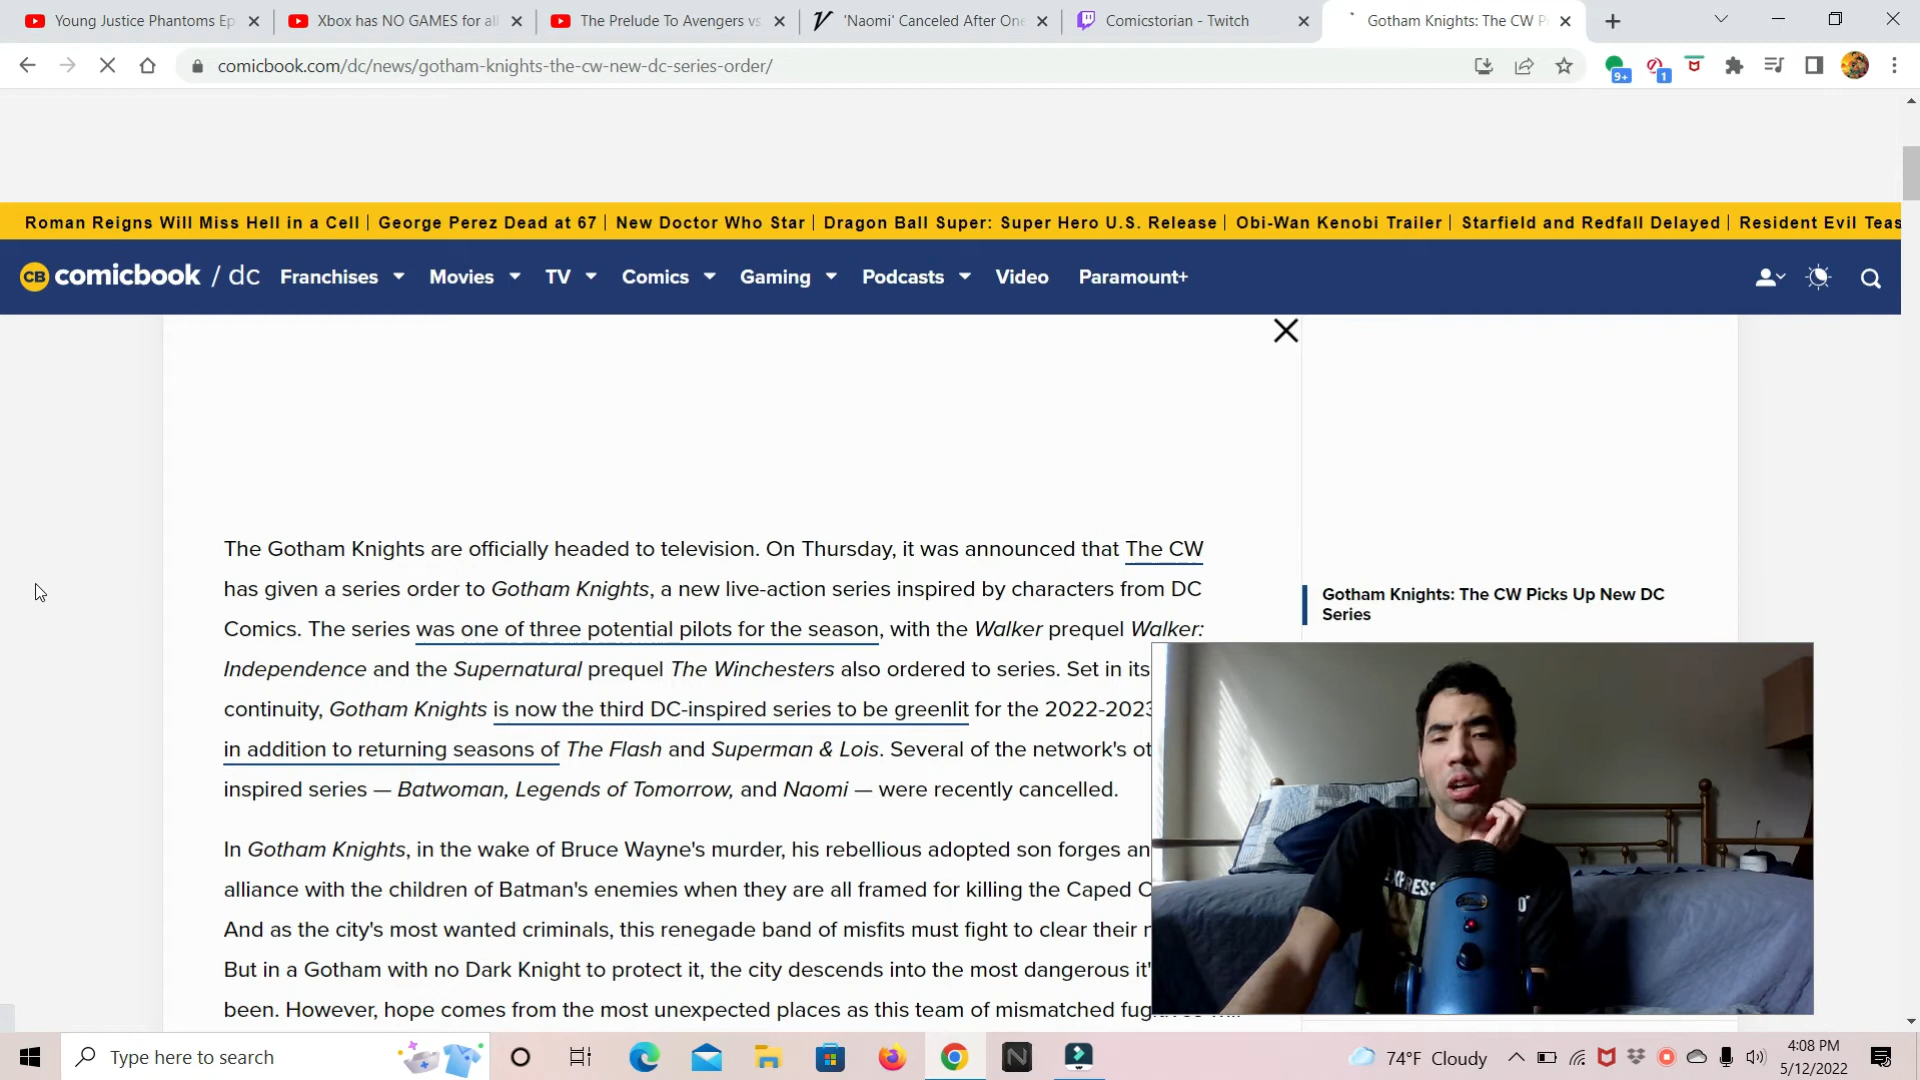 Young Justice Phantoms Ep
Xbox has NO GAMES for all
The Prelude To Avengers vs
'Naomi' Canceled After One
Comicstorian - Twitch
Gotham Knights: The CW P
comicbook.com/dc/news/gotham-knights-the-cw-new-dc-series-order/
9+
1
Roman Reigns Will Miss Hell in a Cell | George Perez Dead at 67 | New Doctor Who Star | Dragon Ball Super: Super Hero U.S. Release | Obi-Wan Kenobi Trailer | Starfield and Redfall Delayed | Resident Evil Teas
CB comicbook / dc Franchises Movies TV Comics Gaming Podcasts Video Paramount+
The Gotham Knights are officially headed to television. On Thursday, it was announced that The CW
has given a series order to Gotham Knights, a new live-action series inspired by characters from DC
Comics. The series was one of three potential pilots for the season, with the Walker prequel Walker:
Independence and the Supernatural prequel The Winchesters also ordered to series. Set in its
continuity, Gotham Knights is now the third DC-inspired series to be greenlit for the 2022-2023
in addition to returning seasons of The Flash and Superman & Lois. Several of the network's ot
inspired series — Batwoman, Legends of Tomorrow, and Naomi — were recently cancelled.
In Gotham Knights, in the wake of Bruce Wayne's murder, his rebellious adopted son forges an
alliance with the children of Batman's enemies when they are all framed for killing the Caped C
And as the city's most wanted criminals, this renegade band of misfits must fight to clear their n
But in a Gotham with no Dark Knight to protect it, the city descends into the most dangerous it'
been. However, hope comes from the most unexpected places as this team of mismatched
Gotham Knights: The CW Picks Up New DC
Series
EXPRESS
Type here to search
74°F Cloudy
4:08 PM
5/12/2022